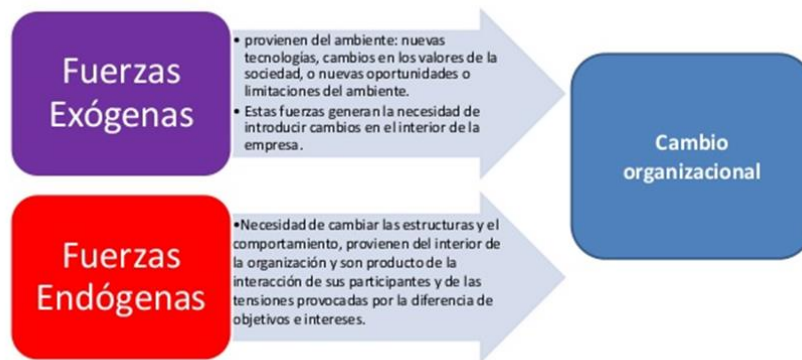 Fuerzas
Exógenas
• provienen del ambiente: nuevas
tecnologías, cambios en los valores de la
sociedad, o nuevas oportunidades o
limitaciones del ambiente.
• Estas fuerzas generan la necesidad de
introducir cambios en el interior de la
empresa.
Fuerzas
Endógenas
•Necesidad de cambiar las estructuras y el
comportamiento, provienen del interior de
la organización y son producto de la
interacción de sus participantes y de las
tensiones provocadas por la diferencia de
objetivos e intereses.
Cambio
organizacional